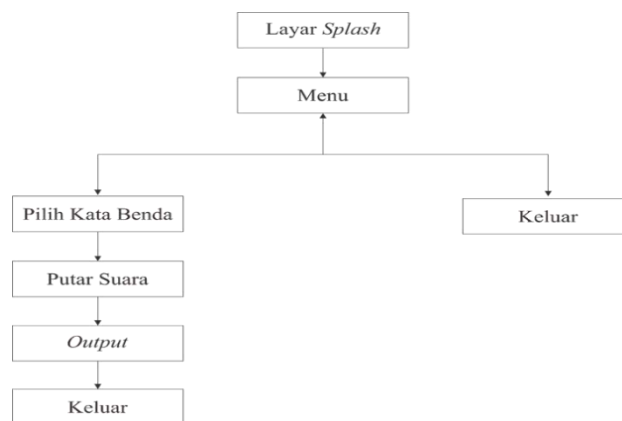 Layar Splash
Menu
Pilih Kata Benda
Keluar
Putar Suara
Output
Keluar